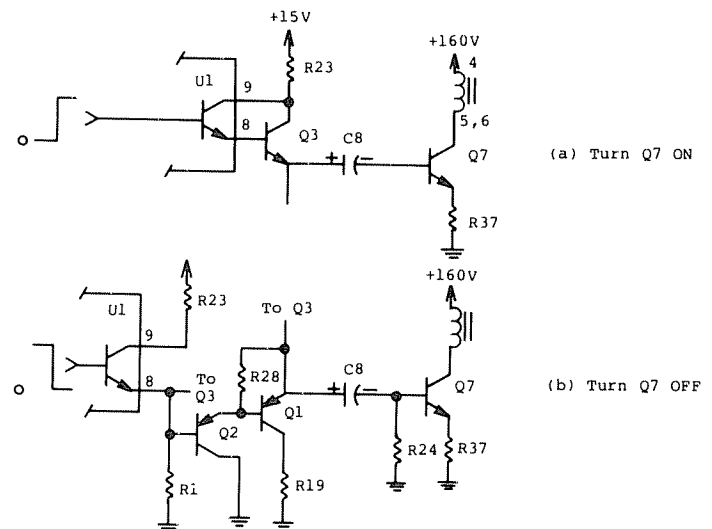 +15V
+160V
R23
4
U1
9
8
Q3
C8
5,6
+
-
Q7
(a) Turn Q7 ON
R37
+160V
R23
To
Q3
U1
9
8
To
Q3
R28
C8
+
-
Q7
(b) Turn Q7 OFF
Q2
Q1
R24
R37
R1
R19